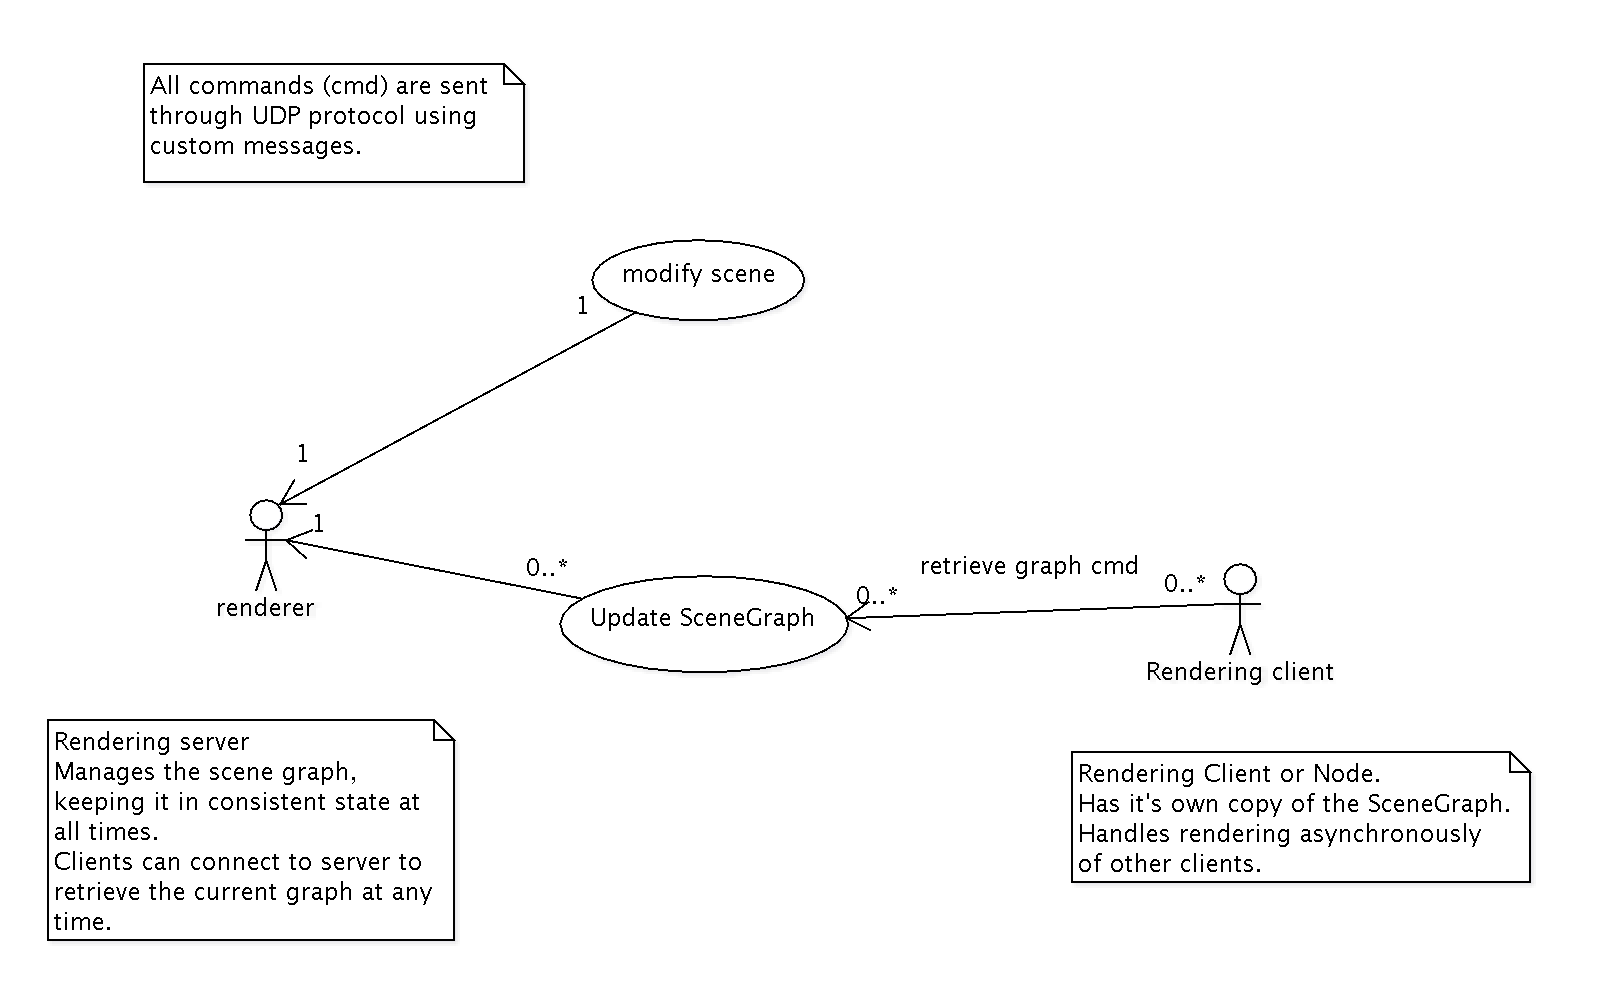 All commands (cmd) are sent
through UDP protocol using
custom messages.
modify scene
1
1
1
0..*
retrieve graph cmd
0..*
0..*
renderer
Update SceneGraph
Rendering client
Rendering server
Manages the scene graph,
keeping it in consistent state at
all times.
Clients can connect to server to
retrieve the current graph at any
time.
Rendering Client or Node.
Has it's own copy of the SceneGraph.
Handles rendering asynchronously
of other clients.